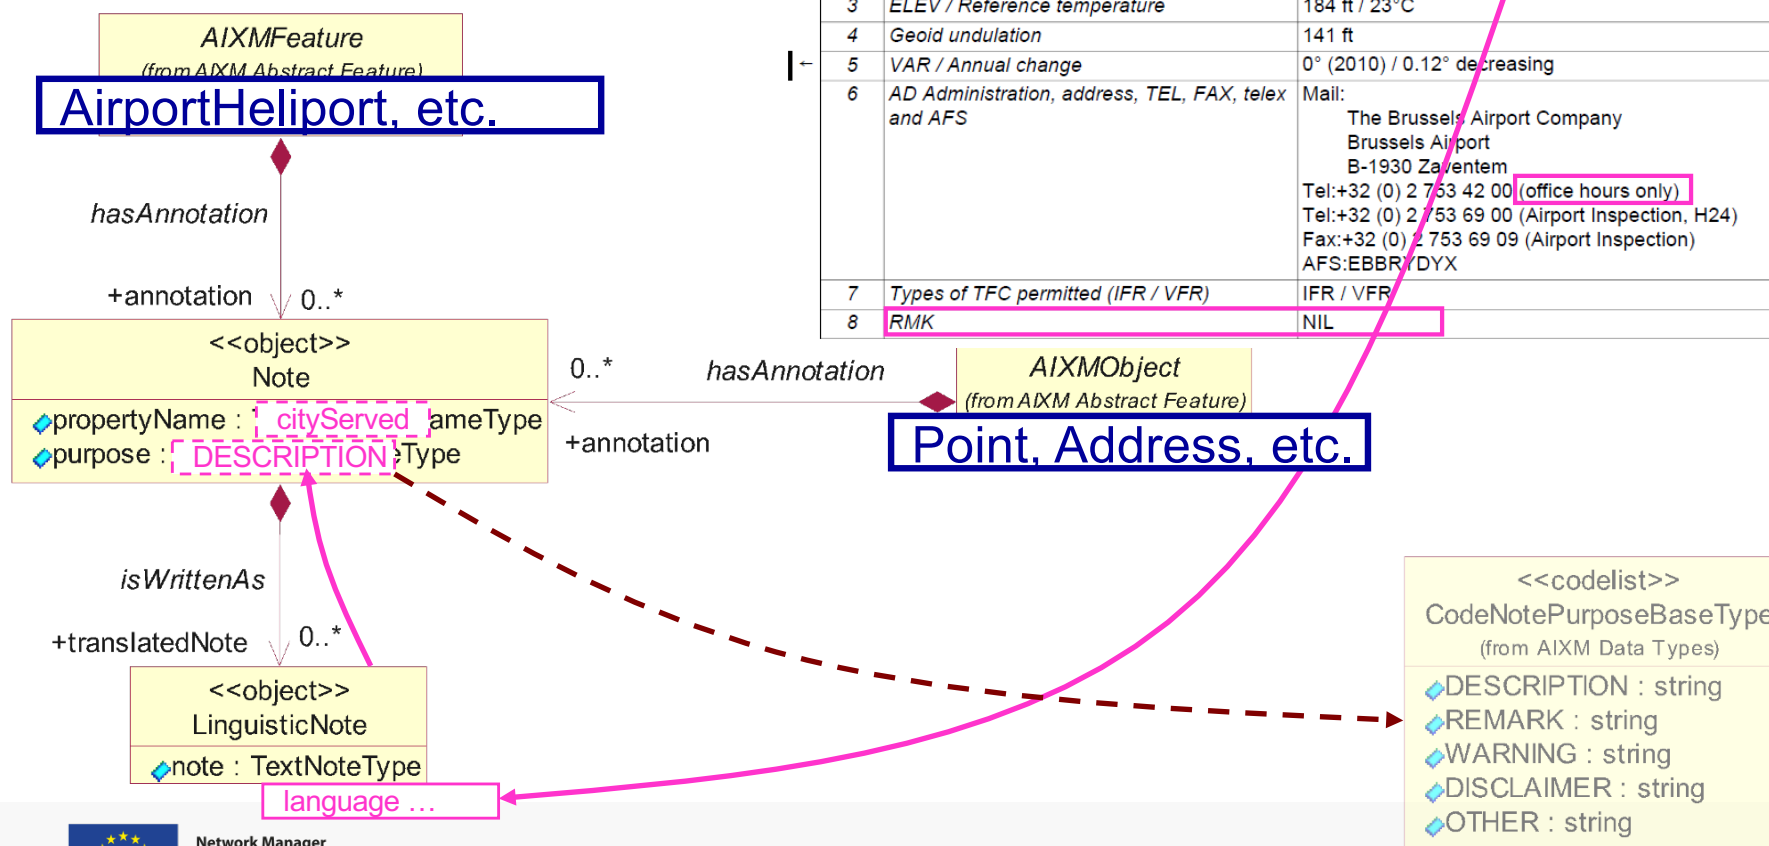 AIXMFeature
(from AIXM Abstract Feature)
AirportHeliport, etc.
hasAnnotation
+annotation
0..*
<<object>>
Note
propertyName : cityServed ameType
purpose : DESCRIPTION eType
0..*
hasAnnotation
+annotation
AIXMObject
(from AIXM Abstract Feature)
Point, Address, etc.
isWrittenAs
+translatedNote
0..*
<<object>>
LinguisticNote
note : TextNoteType
language ...
3 ELEV / Reference temperature 184 ft / 23°C
4 Geoid undulation 141 ft
5 VAR / Annual change 0° (2010) / 0.12° decreasing
6 AD Administration, address, TEL, FAX, telex Mail:
and AFS The Brussels Airport Company
Brussels Airport
B-1930 Zaventem
Tel:+32 (0) 2 753 42 00 (office hours only)
Tel:+32 (0) 2 753 69 00 (Airport Inspection, H24)
Fax:+32 (0) 2 753 69 09 (Airport Inspection)
AFS:EBBRYDYX
7 Types of TFC permitted (IFR / VFR) IFR / VFR
8 RMK NIL
<<codelist>>
CodeNotePurposeBaseType
(from AIXM Data Types)
DESCRIPTION : string
REMARK : string
WARNING : string
DISCLAIMER : string
OTHER : string
Network Manager